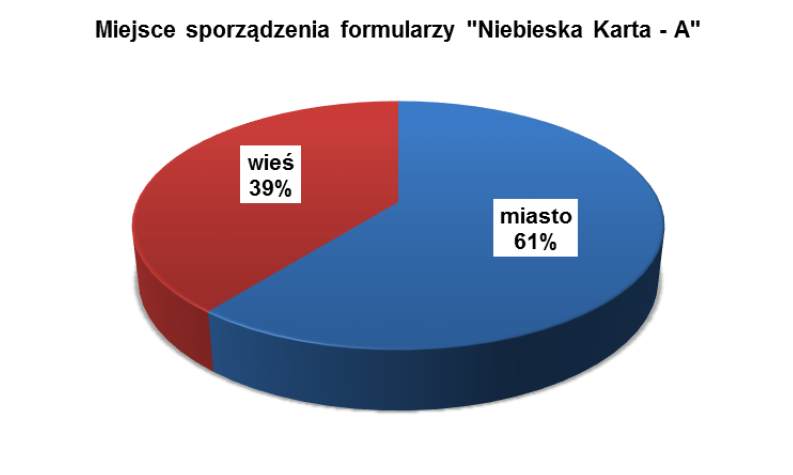 Miejsce sporządzenia formularzy "Niebieska Karta - A"
wieś
39%
miasto
61%